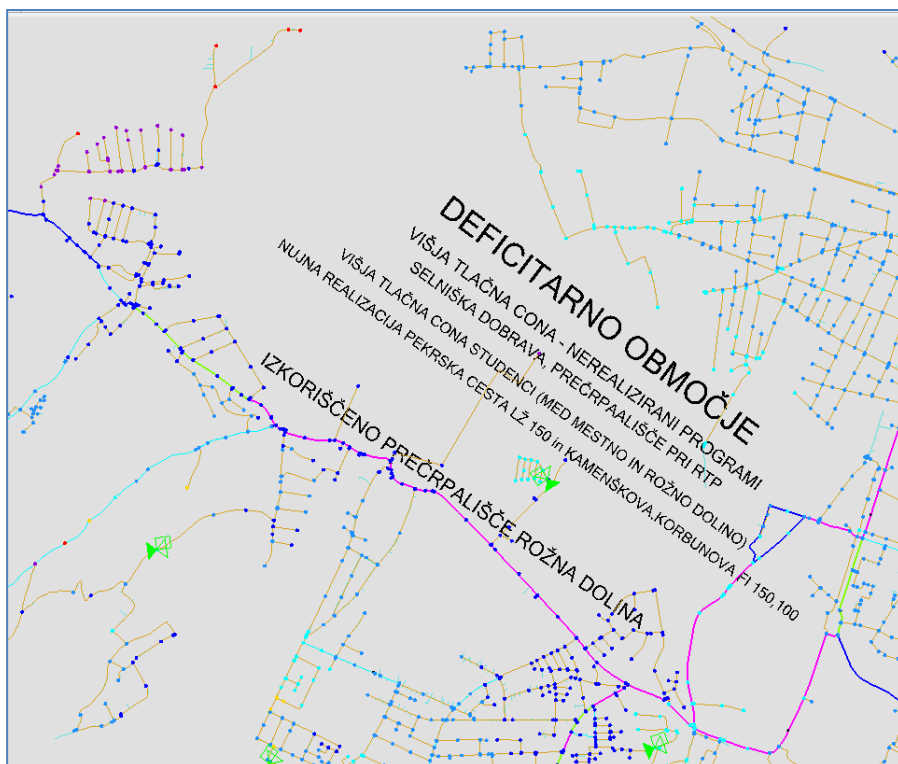 DEFICITARNO OBMOČJE
VIŠJA TLAČNA CONA - NEREALIZIRANI PROGRAMI
SELNIŠKA DOBRAVA, PREČRPAALIŠČE PRI RTP
VIŠJA TLAČNA CONA STUDENCI (MED MESTNO IN ROŽNO DOLINO)
NUJNA REALIZACIJA PEKRSKA CESTA LŽ 150 in KAMENŠKOVA,KORBUNOVA FI 150,100
IZKORIŠČENO PREČRPALIŠČE ROŽNA DOLINA